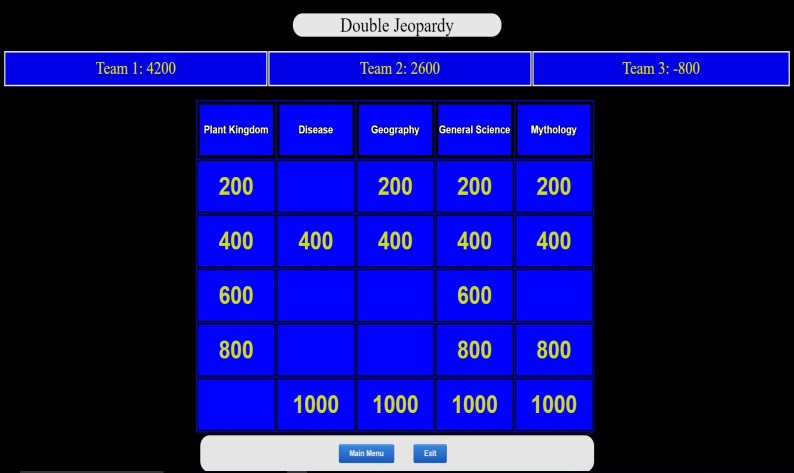 Double Jeopardy
Team 1: 4200 Team 2: 2600 Team 3: -800
Plant Kingdom Disease Geography General Science Mythology
200 200 200 200
400 400 400 400 400
600 600
800 800 800
1000 1000 1000 1000
Main Menu Exit